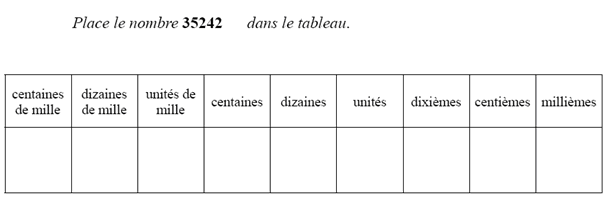 Place le nombre 35242 dans le tableau.
centaines de mille dizaines de mille unités de mille centaines dizaines unités dixièmes centièmes millièmes